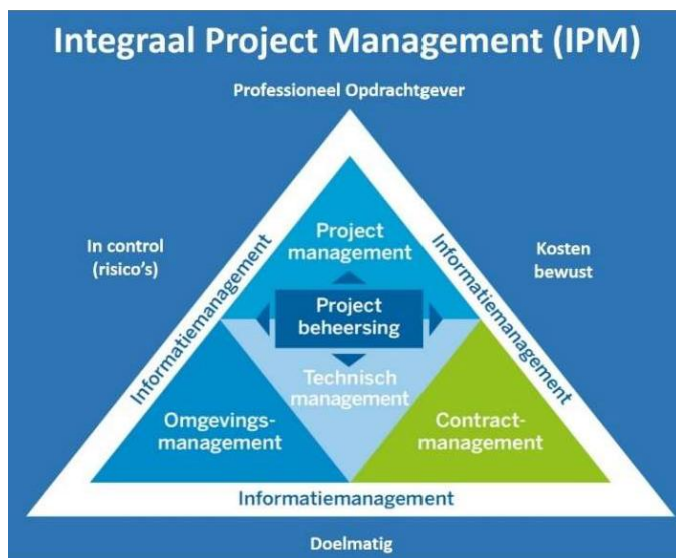 Integraal Project Management (IPM)
Professioneel Opdrachtgever
In control
(risico's)
Informatiemanagement
Project
management
Informatiemanagement
Kosten
bewust
Project
beheersing
Technisch
management
Omgevings-
management
Contract-
management
Informatiemanagement
Doelmatig